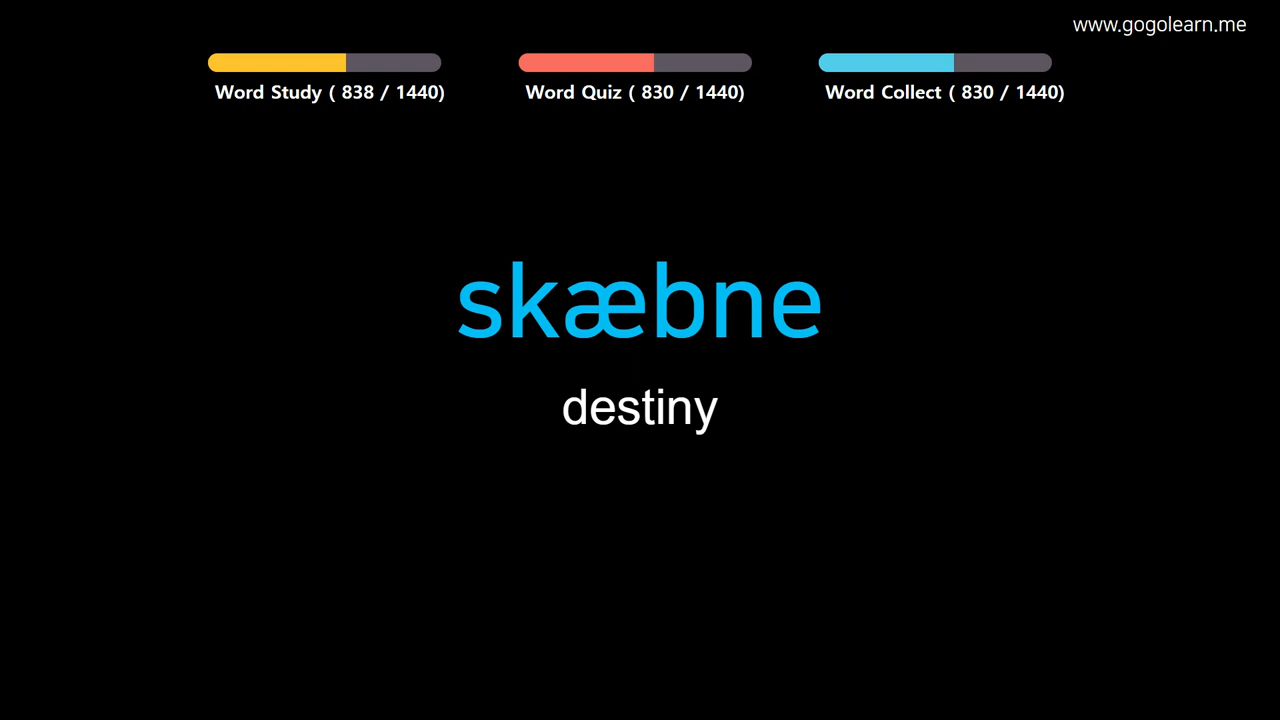 www.gogolearn.me
Word Study ( 838 / 1440)
Word Quiz ( 830 / 1440)
Word Collect ( 830 / 1440)
skæbne
destiny